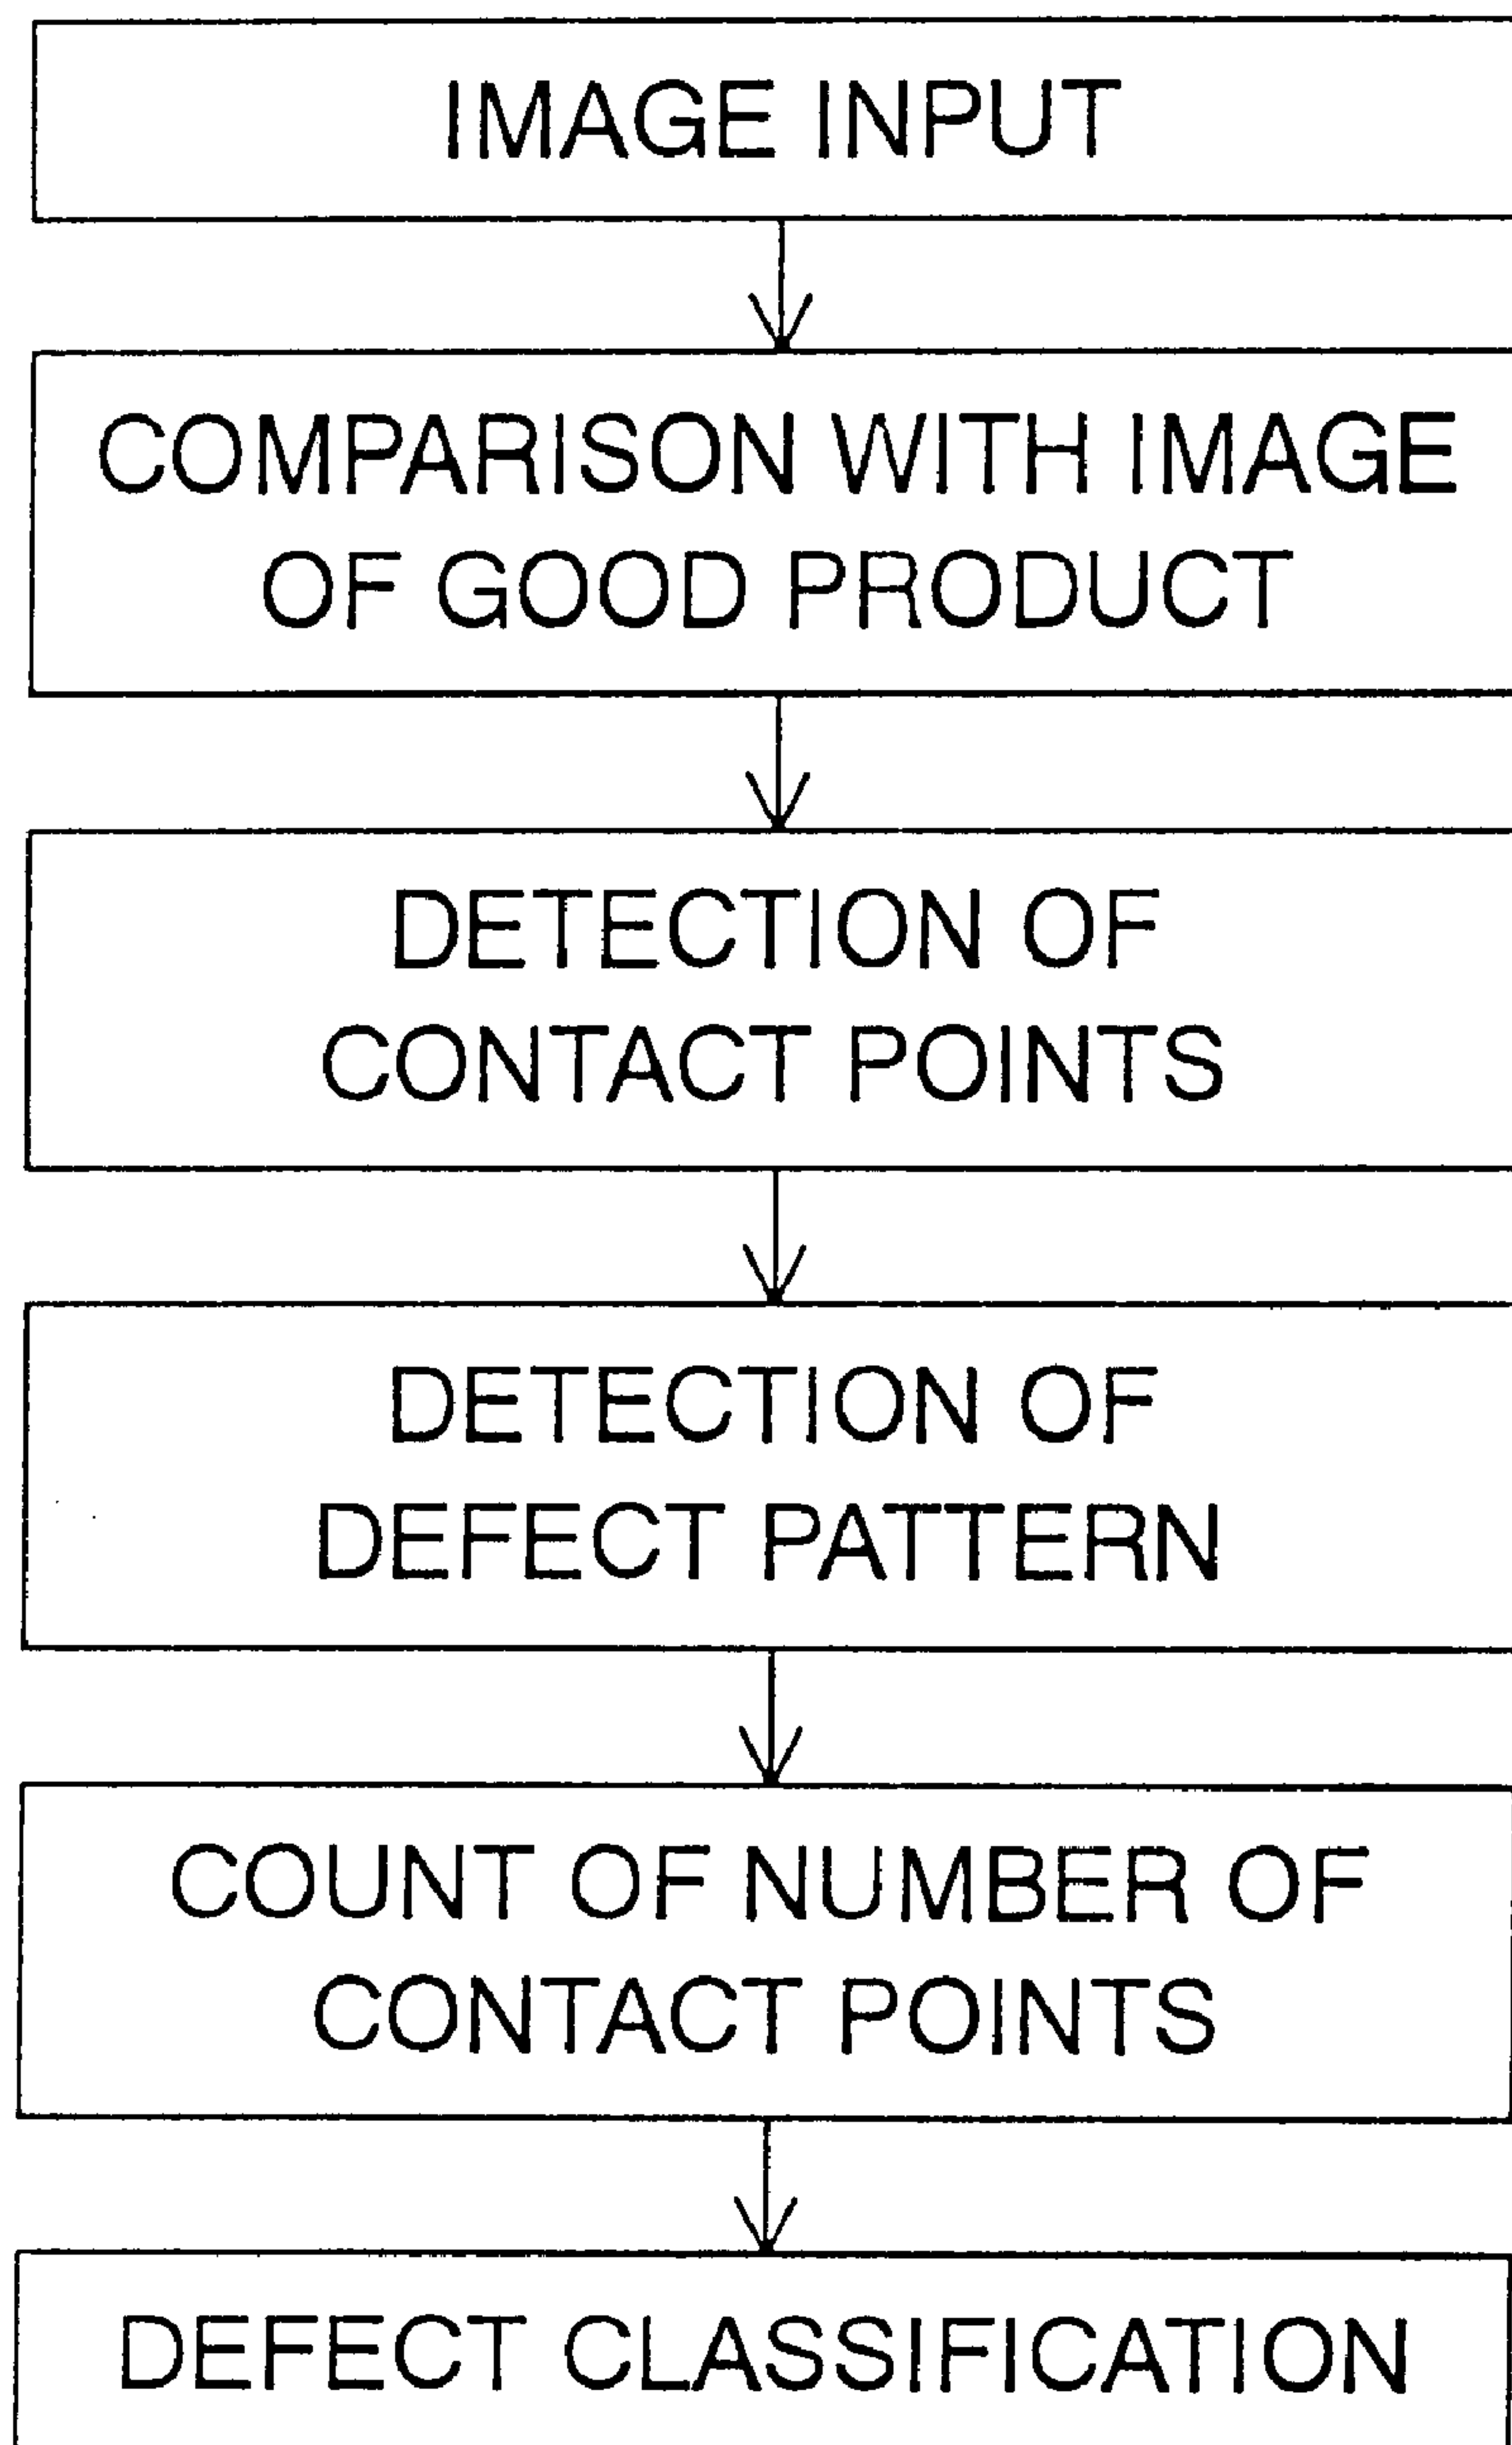 IMAGE INPUT
COMPARISON WITH IMAGE
OF GOOD PRODUCT
DETECTION OF
CONTACT POINTS
DETECTION OF
DEFECT PATTERN
COUNT OF NUMBER OF
CONTACT POINTS
DEFECT CLASSIFICATION